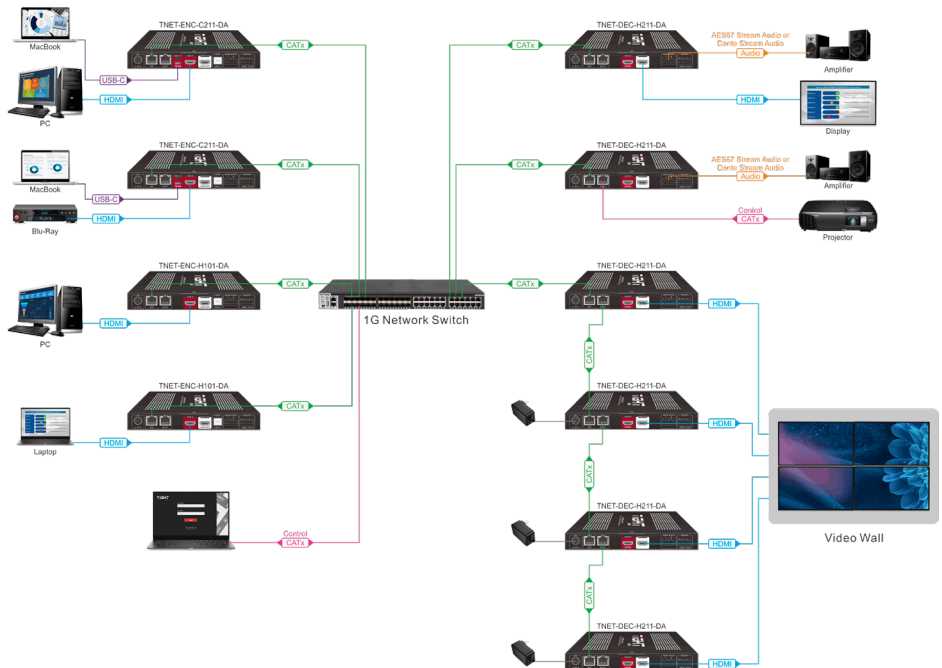 TNET-ENC-C211-DA
MacBook
CATx
USB-C
HDMI
PC
TNET-ENC-C211-DA
MacBook
CATx
USB-C
HDMI
Blu-Ray
TNET-ENC-H101-DA
CATx
HDMI
PC
TNET-ENC-H101-DA
CATx
HDMI
Laptop
Control
CATx
1G Network Switch
TNET-DEC-H211-DA
CATx
AES67 Stream Audio or
Dante Stream Audio
Audio
Amplifier
HDMI
Display
TNET-DEC-H211-DA
CATx
AES67 Stream Audio or
Dante Stream Audio
Audio
Amplifier
Control
CATx
Projector
TNET-DEC-H211-DA
CATx
HDMI
CATx
TNET-DEC-H211-DA
HDMI
CATx
TNET-DEC-H211-DA
HDMI
CATx
TNET-DEC-H211-DA
HDMI
Video Wall